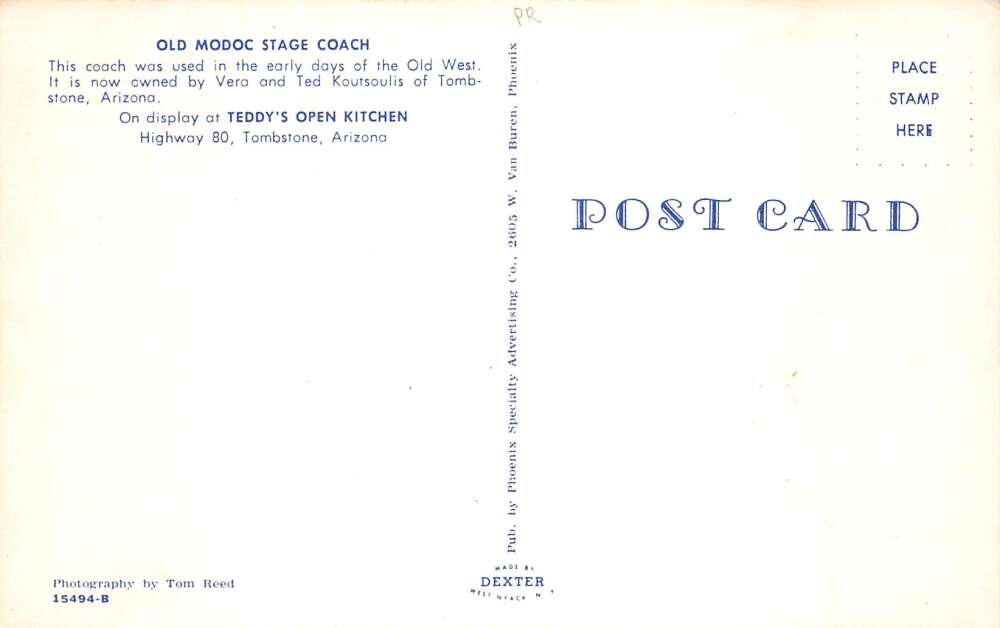 PR
OLD MODOC STAGE COACH
This coach was used in the early days of the Old West.
It is now owned by Vera and Ted Koutsoulis of Tomb-
stone, Arizona.
On display at TEDDY'S OPEN KITCHEN
Highway 80, Tombstone, Arizona
Photography by Tom Reed
15494-B
Pub. by Phoenix Specialty Advertising Co., 2605 W. Van Buren, Phoenix
MADE BY
DEXTER
WEST NYACK N Y
PLACE
STAMP
HERE
POST CARD